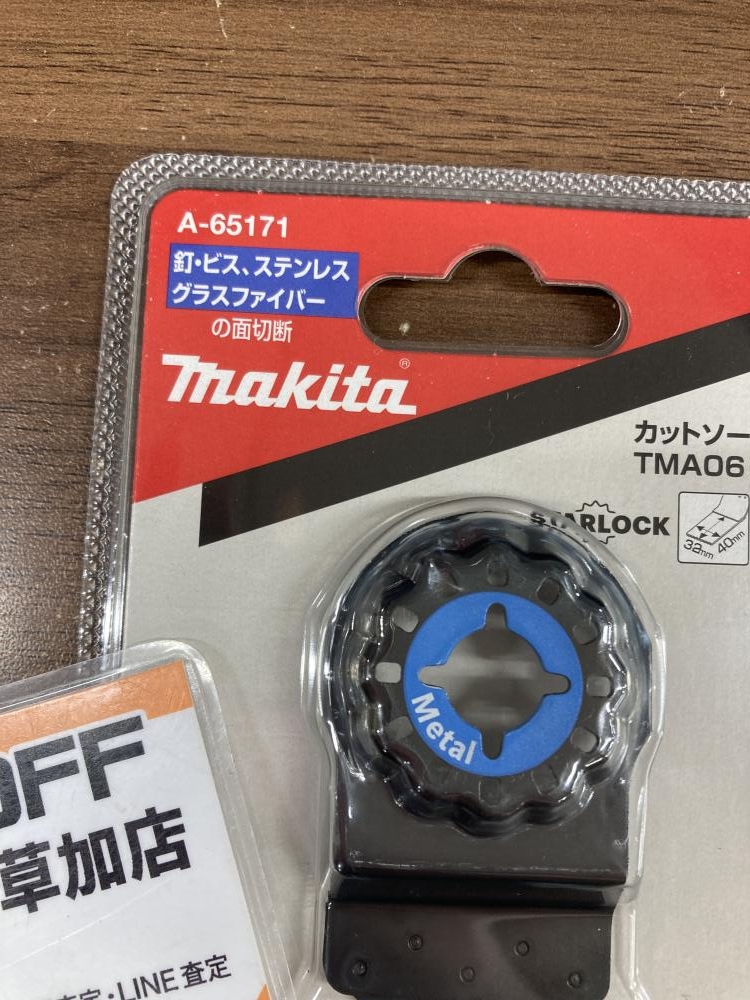 A-65171
釘・ビス、ステンレス
グラスファイバー
の面切断
makita®
カットソー
TMA06
STARLOCK
32mm 40mm
Metal
OFF
草加店
査定・LINE査定